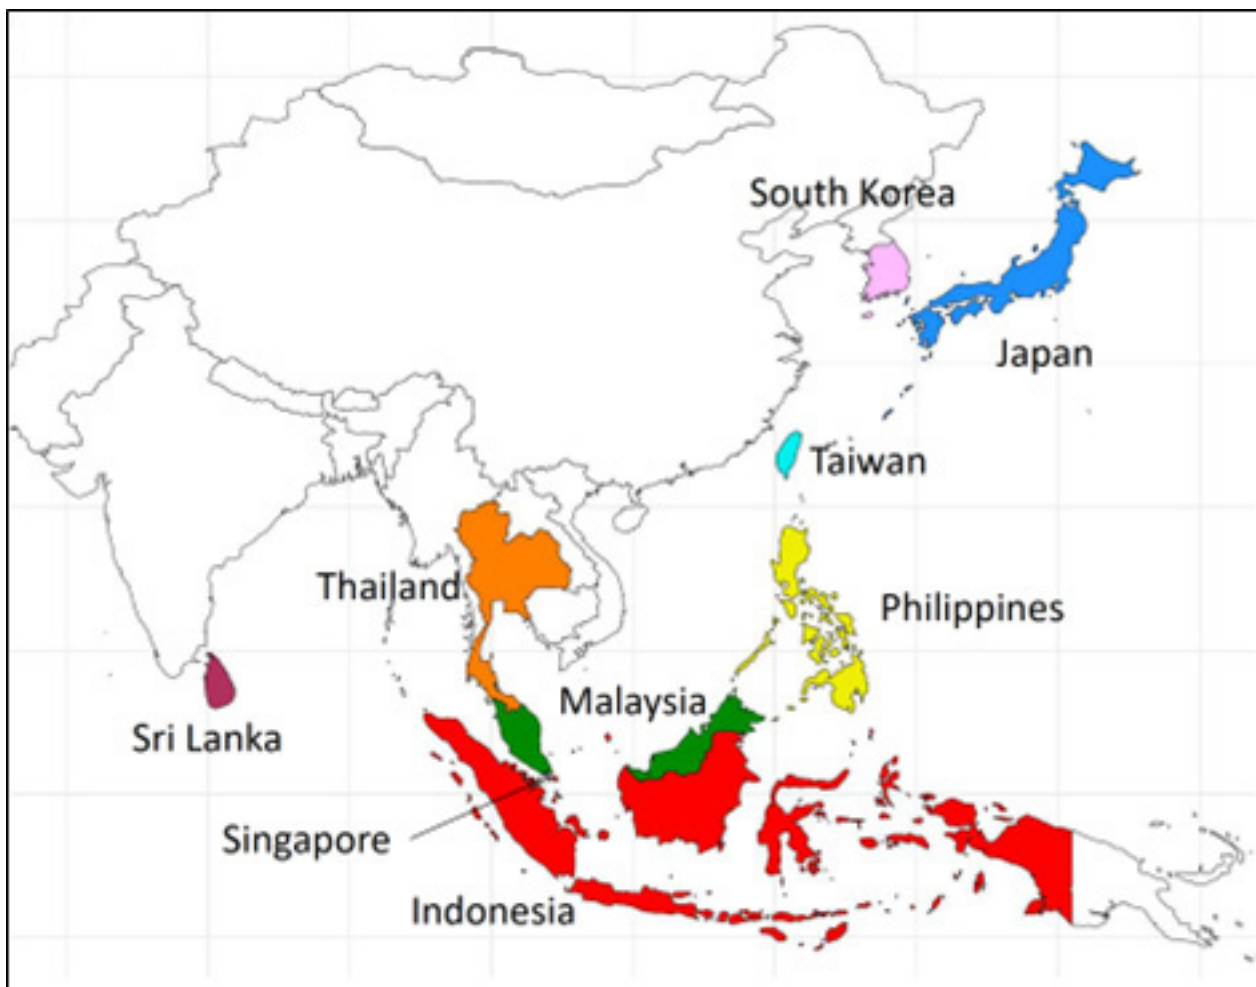 South Korea
Japan
Taiwan
Thailand
Philippines
Malaysia
Sri Lanka
Singapore
Indonesia